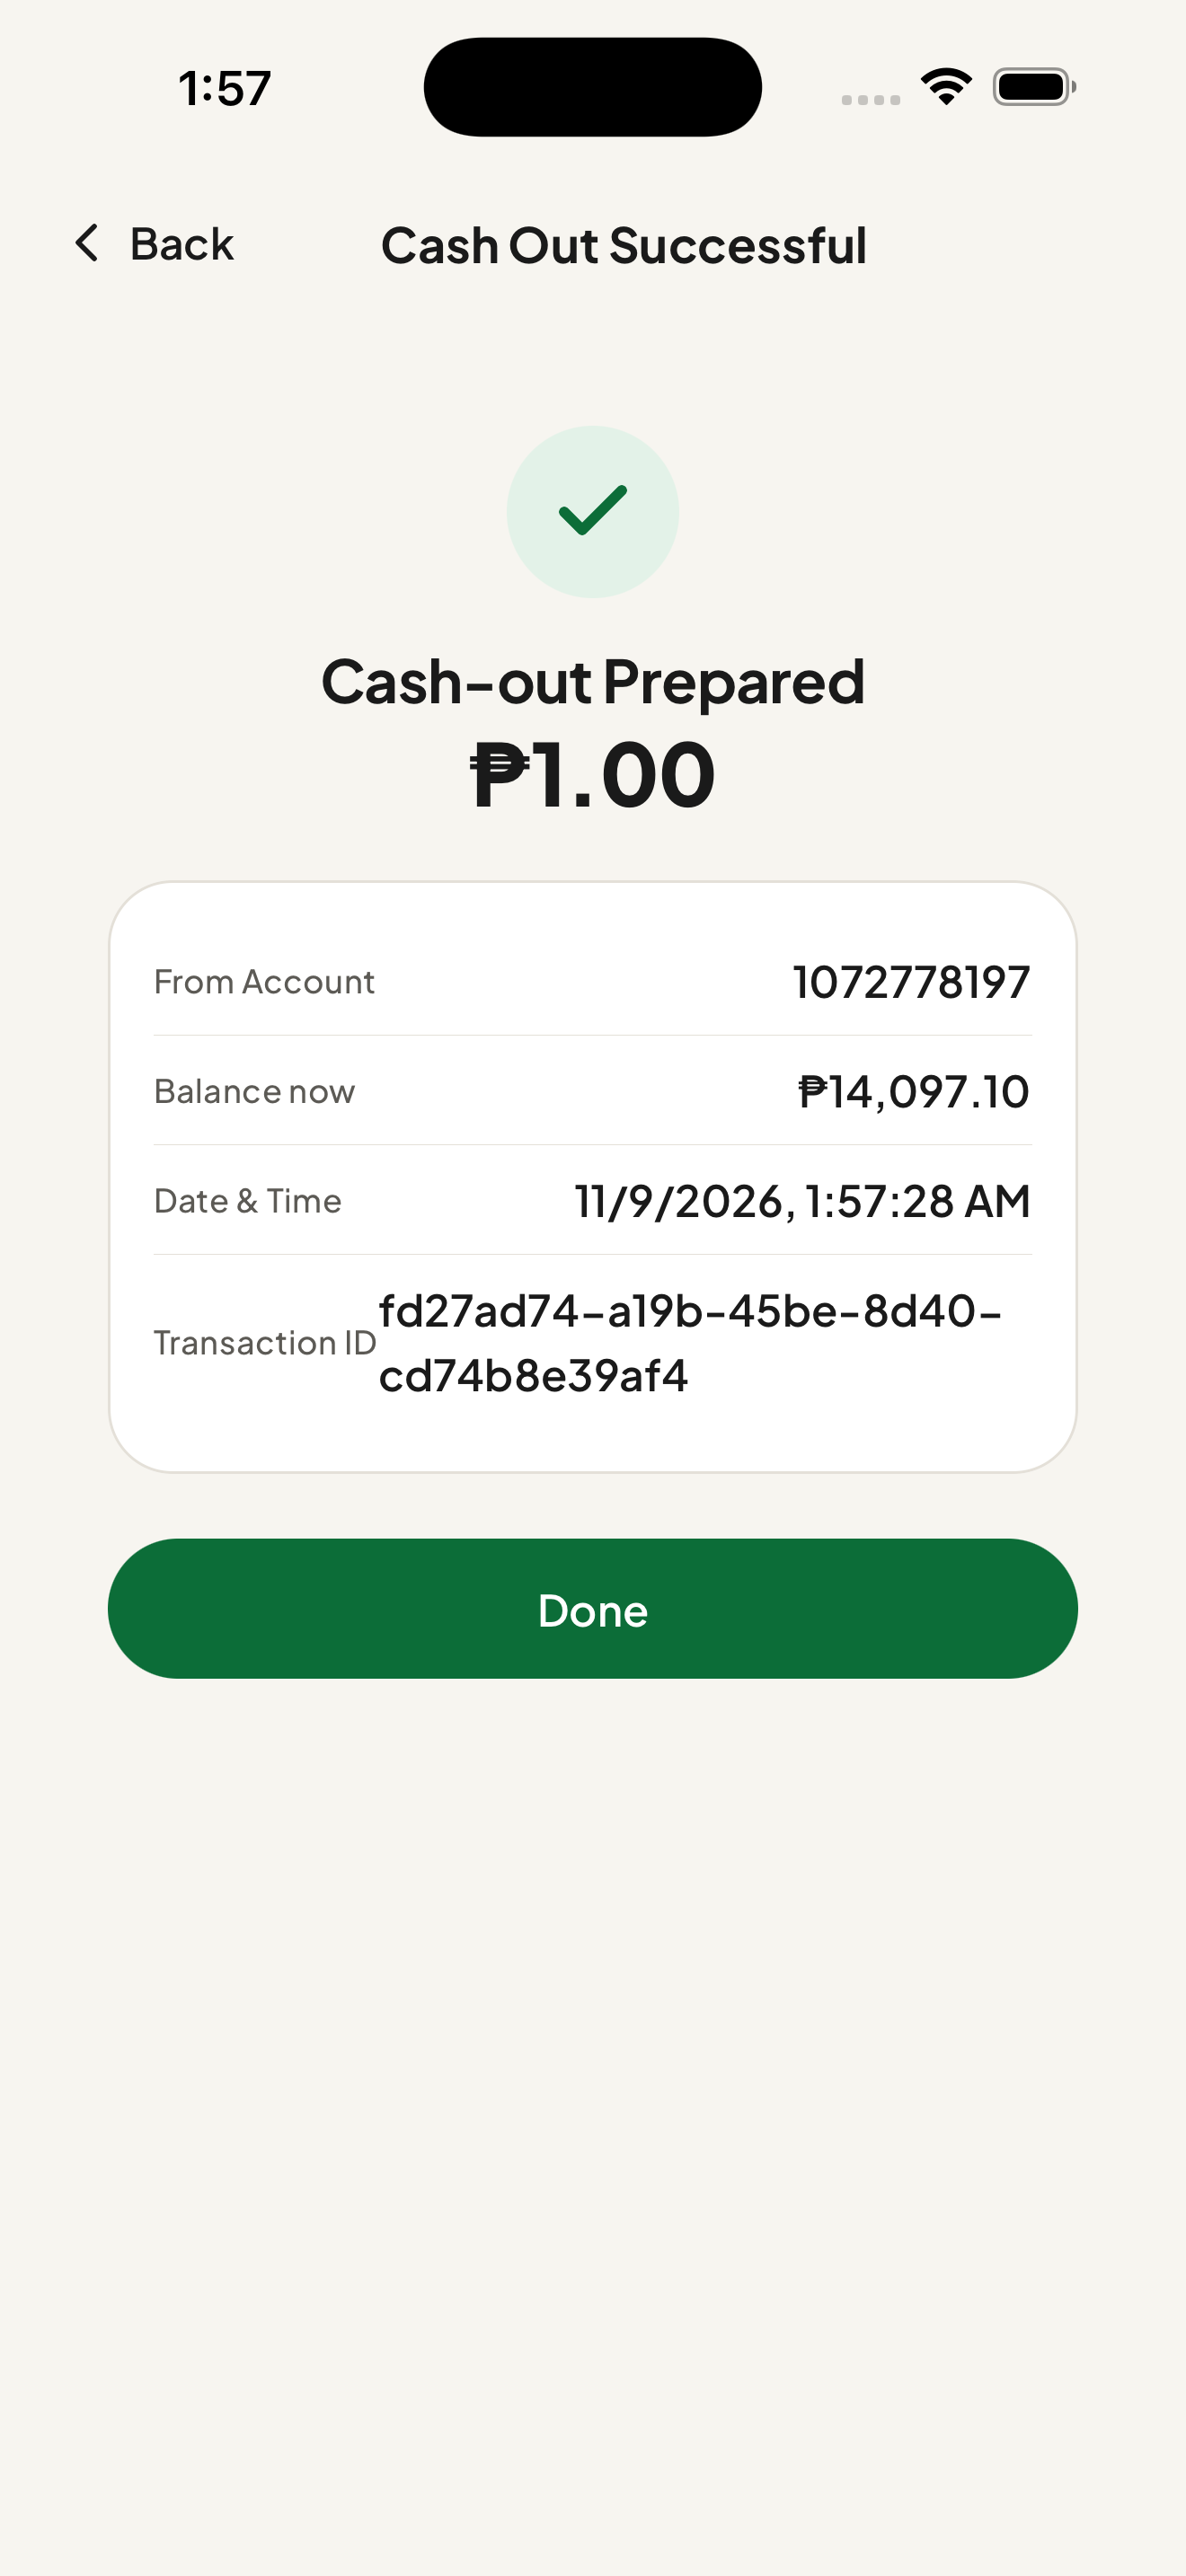 1:57
Back
Cash Out Successful
Cash-out Prepared
₱1.00
From Account 1072778197
Balance now ₱14,097.10
Date & Time 11/9/2026, 1:57:28 AM
Transaction ID fd27ad74-a19b-45be-8d40-
cd74b8e39af4
Done